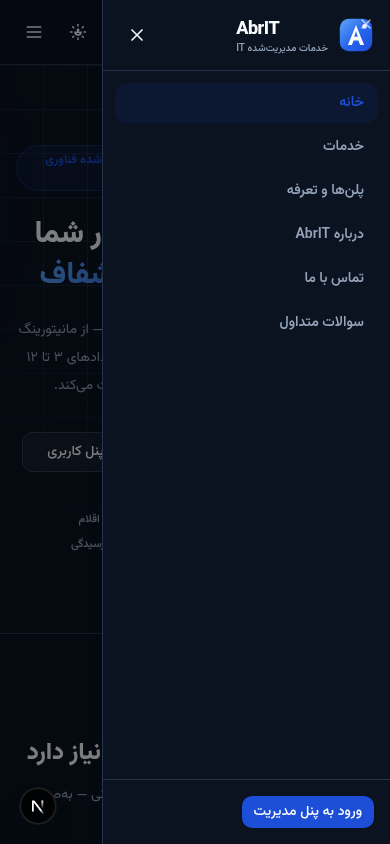 AbrIT
خدمات مدیریت‌شده IT
خانه
خدمات
پلن‌ها و تعرفه
درباره AbrIT
تماس با ما
سوالات متداول
ورود به پنل مدیریت
شده فناوری
ر شما
شفاف
— از مانیتورینگ
دادهای ۳ تا ۱۲
ت می‌کند.
پنل کاربری
اقلام
رسیدگی
نیاز دارد